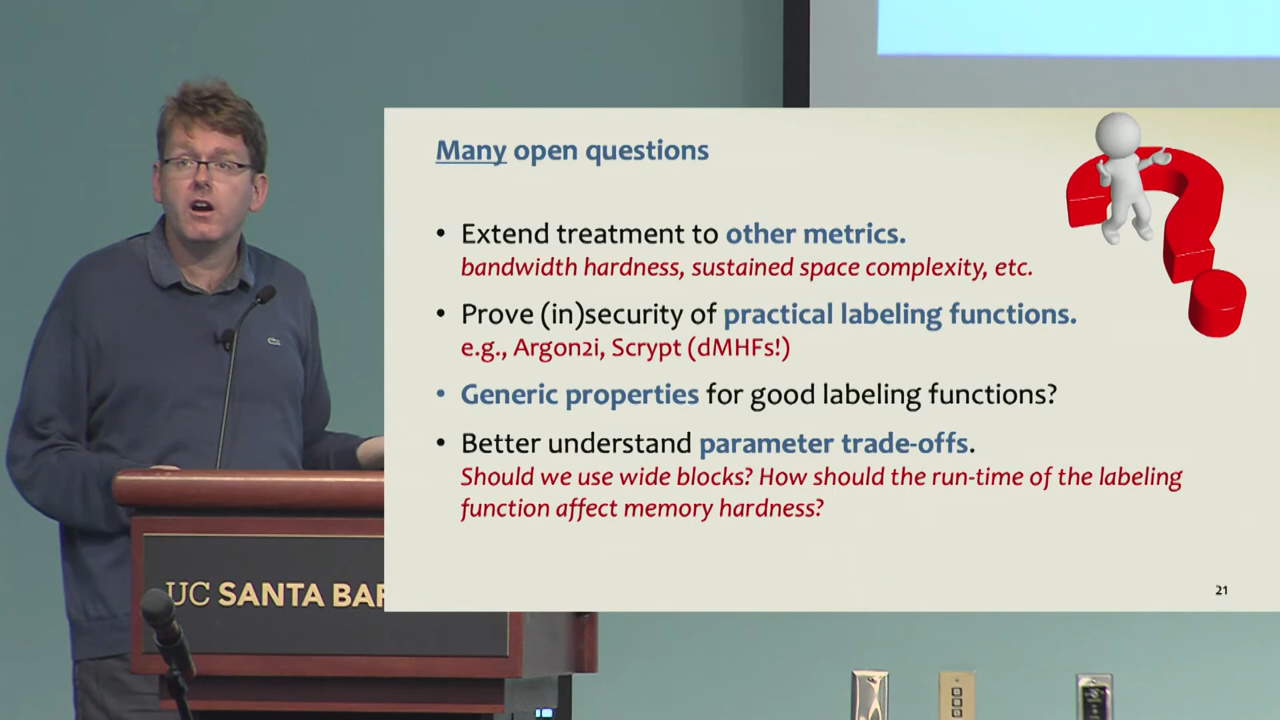 Many open questions
• Extend treatment to other metrics.
bandwidth hardness, sustained space complexity, etc.
• Prove (in)security of practical labeling functions.
e.g., Argon2i, Scrypt (dMHFs!)
• Generic properties for good labeling functions?
• Better understand parameter trade-offs.
Should we use wide blocks? How should the run-time of the labeling
function affect memory hardness?
21
UC SANTA BAR